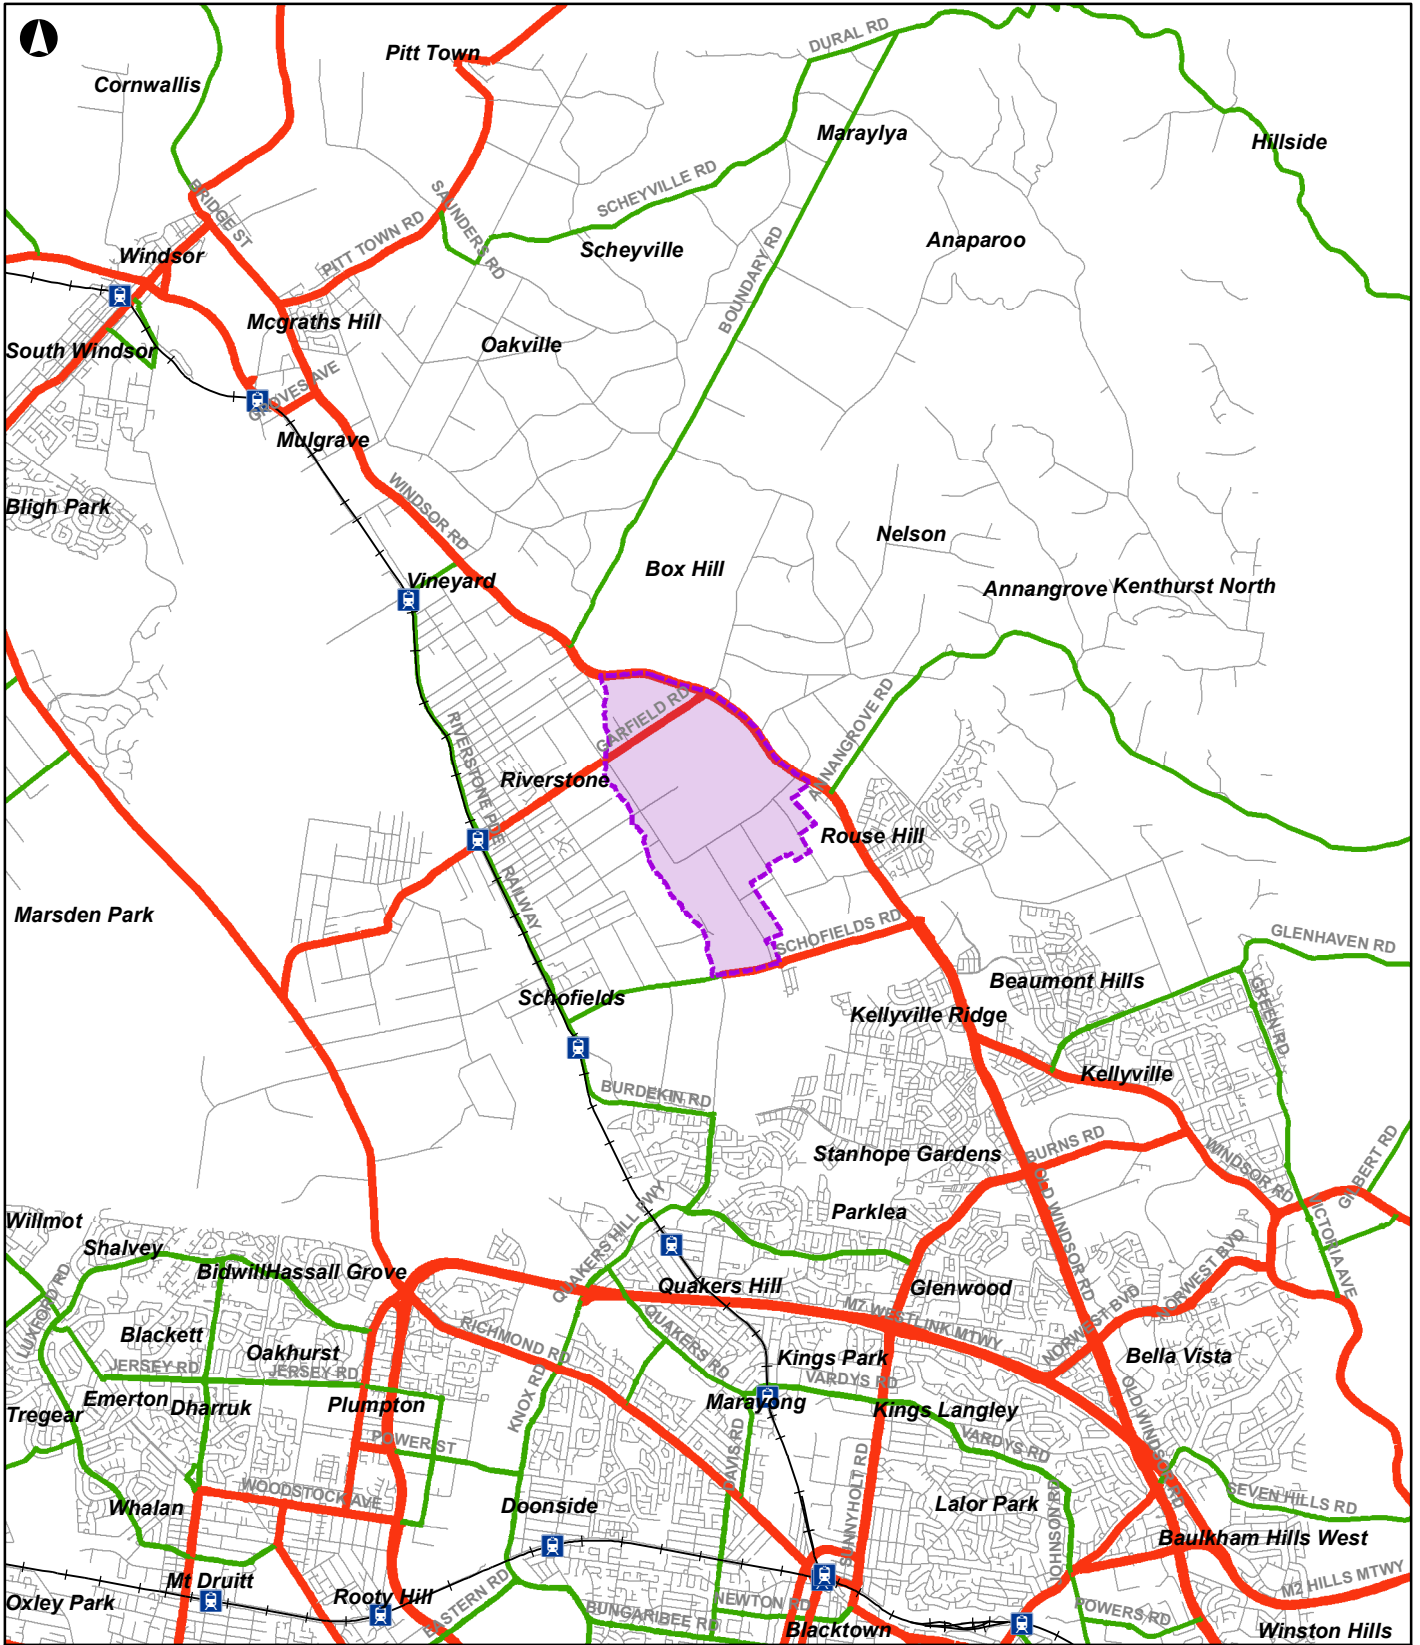 Pitt Town
DURAL RD
Cornwallis
Maraylya
Hillside
SCHEYVILLE RD
SAUNDERS RD
BRIDGE ST
PITT TOWN RD
Anaparoo
Scheyville
Windsor
BOUNDARY RD
Mcgraths Hill
Oakville
South Windsor
GROVES AVE
Mulgrave
WINDSOR RD
Bligh Park
Nelson
Box Hill
Vineyard
Annangrove
Kenthurst North
GARFIELD RD
ANNANGROVE RD
RIVERSTONE PDE
Riverstone
Rouse Hill
RAILWAY
Marsden Park
SCHOFIELDS RD
GLENHAVEN RD
Beaumont Hills
Schofields
Kellyville Ridge
GREEN RD
Kellyville
BURDEKIN RD
BURNS RD
Stanhope Gardens
WINDSOR RD
GILBERT RD
OLD WINDSOR RD
QUAKERS HILL PWY
Parklea
VICTORIA AVE
Willmot
Shalvey
Bidwill
Hassall Grove
LUXFORD RD
Quakers Hill
Glenwood
NORWEST BVD
NORWEST BVD
M7 WESTLINK MTWY
QUAKERS RD
RICHMOND RD
Blackett
Oakhurst
Kings Park
Bella Vista
JERSEY RD
JERSEY RD
VARDYS RD
KNOX RD
Emerton
Dharruk
Plumpton
Marayong
Kings Langley
OLD WINDSOR RD
Tregear
POWER ST
DAVIS RD
VARDYS RD
SUNNYHOLT RD
WOODSTOCK AVE
SEVEN HILLS RD
Whalan
Doonside
Lalor Park
JOHNSON RD
Baulkham Hills West
Mt Druitt
Rooty Hill
M2 HILLS MTWY
Oxley Park
EASTERN RD
BUNGARIBEE RD
NEWTON RD
POWERS RD
Blacktown
Winston Hills